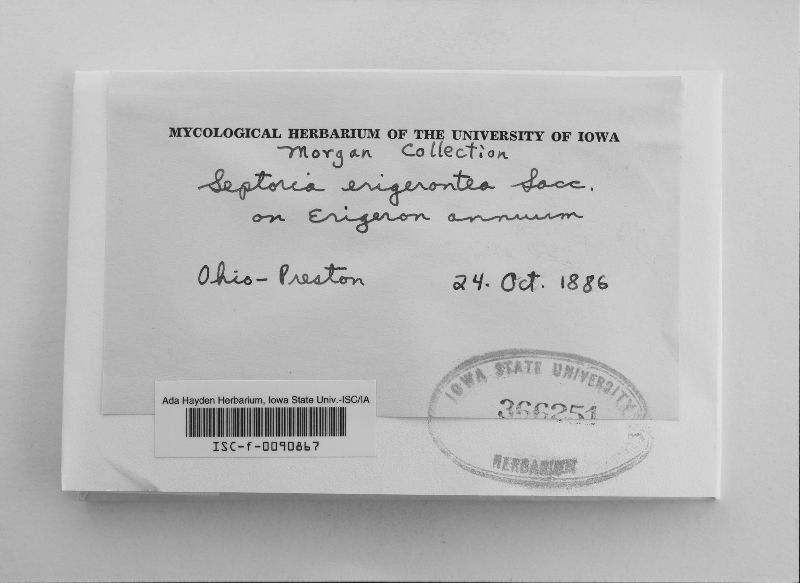 MYCOLOGICAL HERBARIUM OF THE UNIVERSITY OF IOWA
Morgan Collection
Septoria erigerontea Sacc.
on Erigeron annuum
Ohio - Preston 24. Oct. 1886
Ada Hayden Herbarium, Iowa State Univ.-ISC/IA
ISC-f-0090867
IOWA STATE UNIVERSITY
366251
HERBARIUM